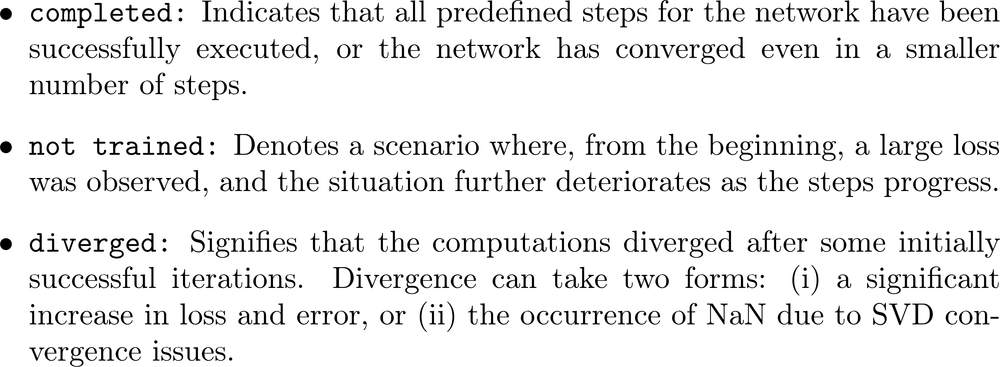 • completed: Indicates that all predefined steps for the network have been
successfully executed, or the network has converged even in a smaller
number of steps.
• not trained: Denotes a scenario where, from the beginning, a large loss
was observed, and the situation further deteriorates as the steps progress.
• diverged: Signifies that the computations diverged after some initially
successful iterations. Divergence can take two forms: (i) a significant
increase in loss and error, or (ii) the occurrence of NaN due to SVD con-
vergence issues.